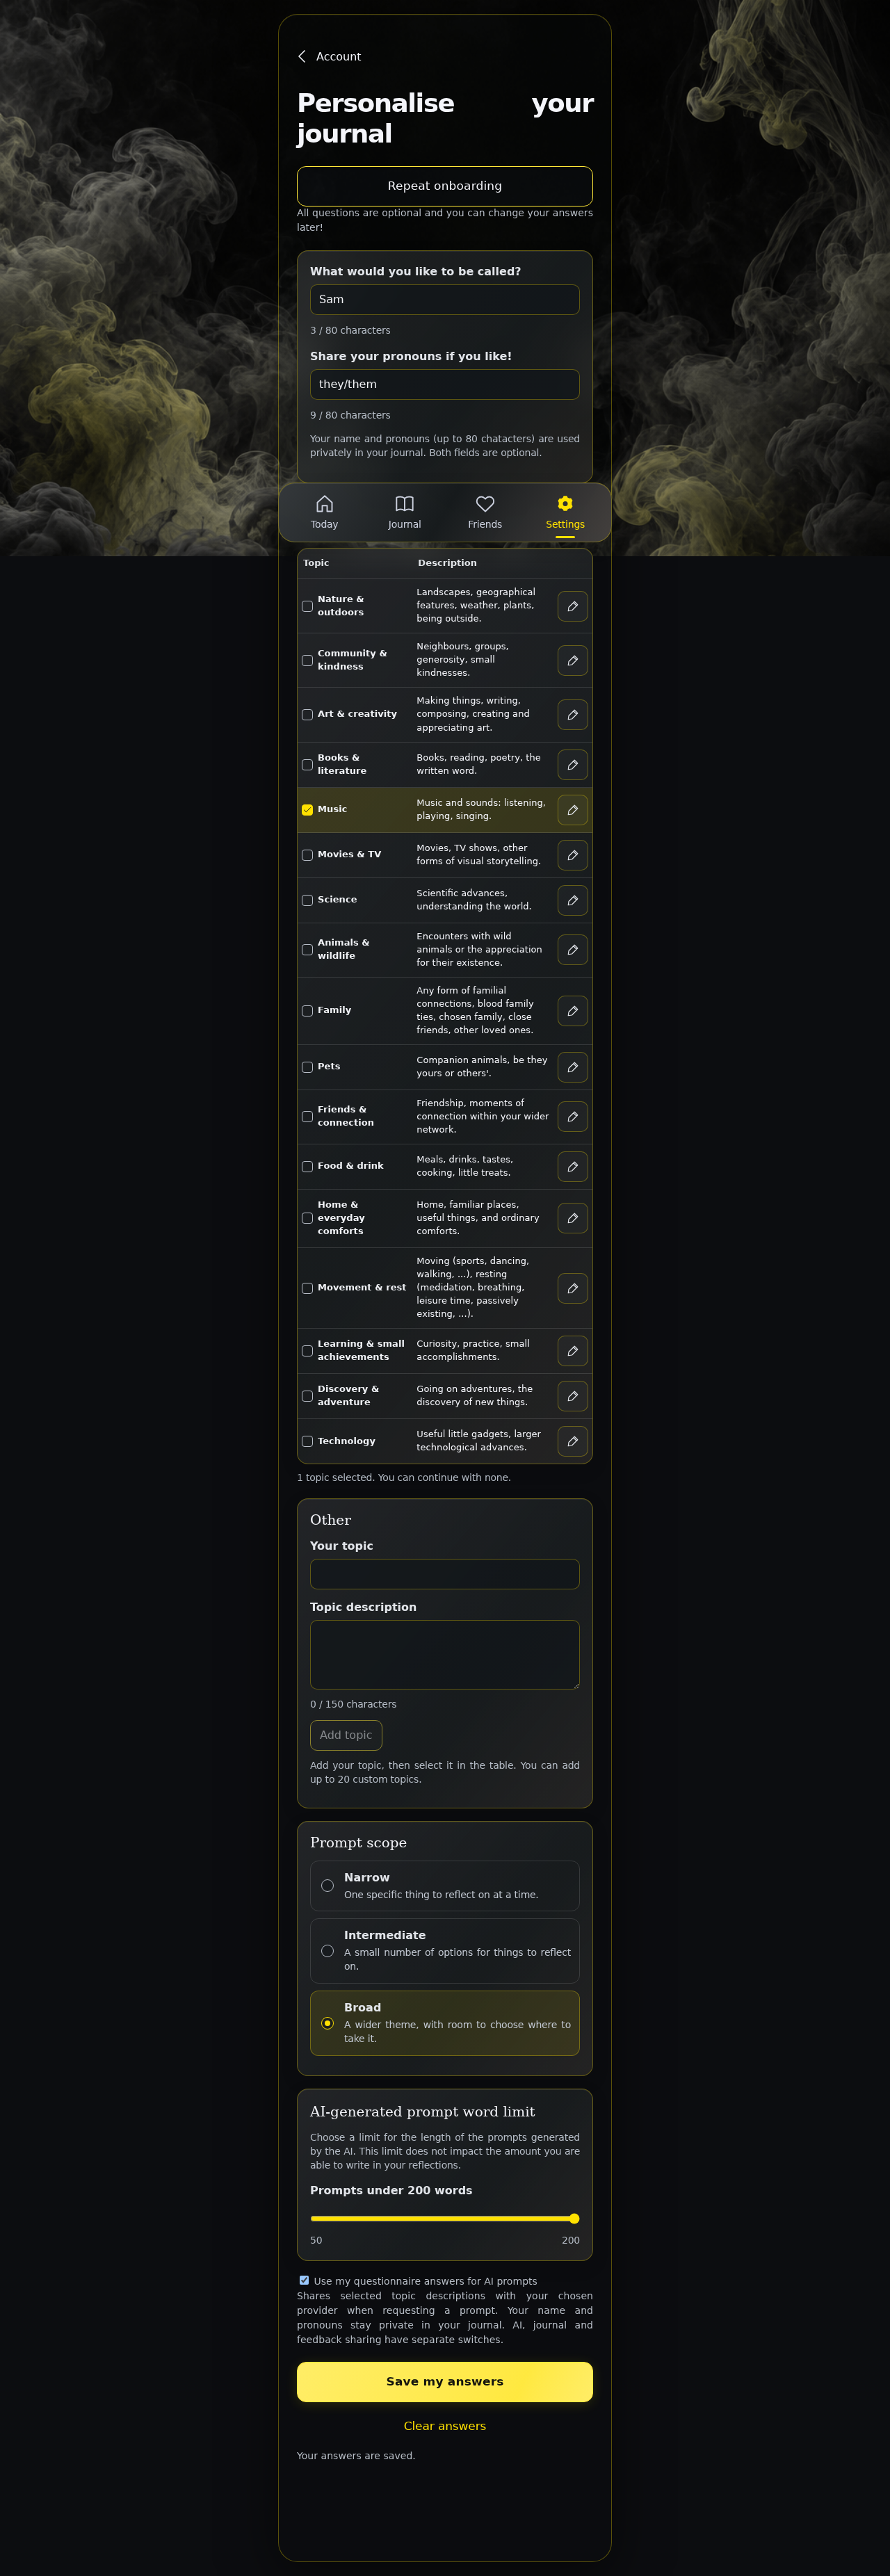 Account
Personalise your
journal
Repeat onboarding
All questions are optional and you can change your answers
later!
What would you like to be called?
Sam
3 / 80 characters
Share your pronouns if you like!
they/them
9 / 80 characters
Your name and pronouns (up to 80 chatacters) are used
privately in your journal. Both fields are optional.
Today Journal Friends Settings
Topic Description
Nature &
outdoors
Landscapes, geographical
features, weather, plants,
being outside.
Community &
kindness
Neighbours, groups,
generosity, small
kindnesses.
Art & creativity
Making things, writing,
composing, creating and
appreciating art.
Books &
literature
Books, reading, poetry, the
written word.
Music
Music and sounds: listening,
playing, singing.
Movies & TV
Movies, TV shows, other
forms of visual storytelling.
Science
Scientific advances,
understanding the world.
Animals &
wildlife
Encounters with wild
animals or the appreciation
for their existence.
Family
Any form of familial
connections, blood family
ties, chosen family, close
friends, other loved ones.
Pets
Companion animals, be they
yours or others'.
Friends &
connection
Friendship, moments of
connection within your wider
network.
Food & drink
Meals, drinks, tastes,
cooking, little treats.
Home &
everyday
comforts
Home, familiar places,
useful things, and ordinary
comforts.
Movement & rest
Moving (sports, dancing,
walking, ...), resting
(medidation, breathing,
leisure time, passively
existing, ...).
Learning & small
achievements
Curiosity, practice, small
accomplishments.
Discovery &
adventure
Going on adventures, the
discovery of new things.
Technology
Useful little gadgets, larger
technological advances.
1 topic selected. You can continue with none.
Other
Your topic
Topic description
0 / 150 characters
Add topic
Add your topic, then select it in the table. You can add
up to 20 custom topics.
Prompt scope
Narrow
One specific thing to reflect on at a time.
Intermediate
A small number of options for things to reflect
on.
Broad
A wider theme, with room to choose where to
take it.
AI-generated prompt word limit
Choose a limit for the length of the prompts generated
by the AI. This limit does not impact the amount you are
able to write in your reflections.
Prompts under 200 words
50 200
Use my questionnaire answers for AI prompts
Shares selected topic descriptions with your chosen
provider when requesting a prompt. Your name and
pronouns stay private in your journal. AI, journal and
feedback sharing have separate switches.
Save my answers
Clear answers
Your answers are saved.